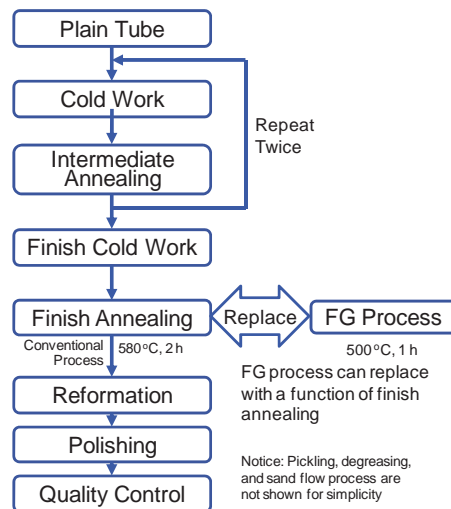 Plain Tube
Cold Work
Repeat
Twice
Intermediate
Annealing
Finish Cold Work
Finish Annealing
Replace
FG Process
Conventional
Process
580°C, 2 h
500°C, 1 h
FG process can replace
with a function of finish
annealing
Reformation
Polishing
Notice: Pickling, degreasing,
and sand flow process are
not shown for simplicity
Quality Control